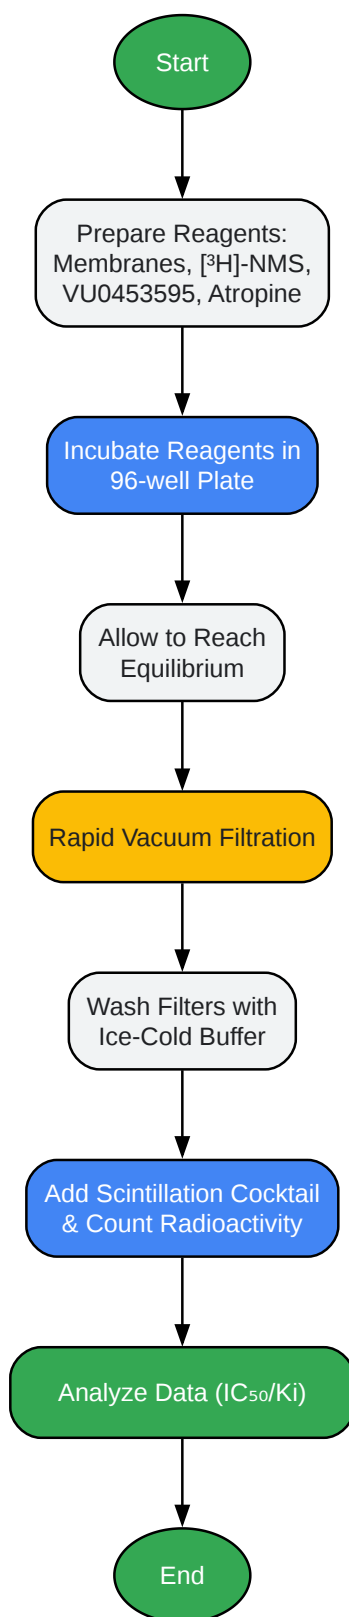 Start
Prepare Reagents:
Membranes, [³H]-NMS,
VU0453595, Atropine
Incubate Reagents in
96-well Plate
Allow to Reach
Equilibrium
Rapid Vacuum Filtration
Wash Filters with
Ice-Cold Buffer
Add Scintillation Cocktail
& Count Radioactivity
Analyze Data (IC₅₀/Ki)
End